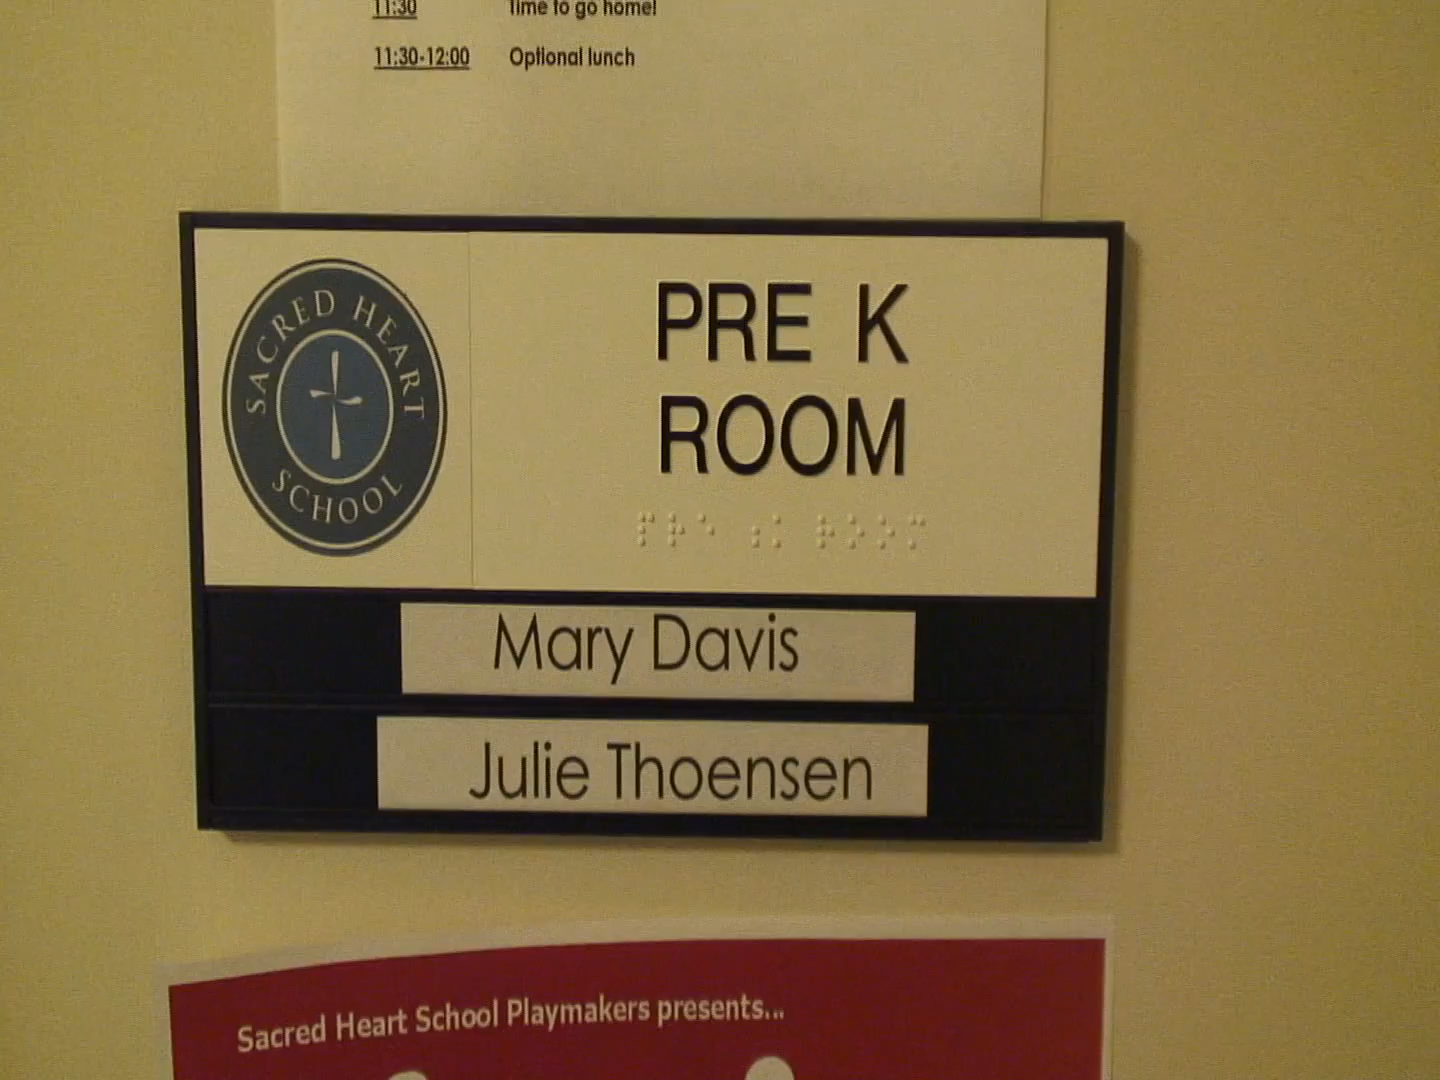 11:30 Time to go home!
11:30-12:00 Optional lunch
SACRED HEART
SCHOOL
PRE K
ROOM
⠏⠗⠑ ⠰⠅ ⠗⠕⠕⠍
Mary Davis
Julie Thoensen
Sacred Heart School Playmakers presents...